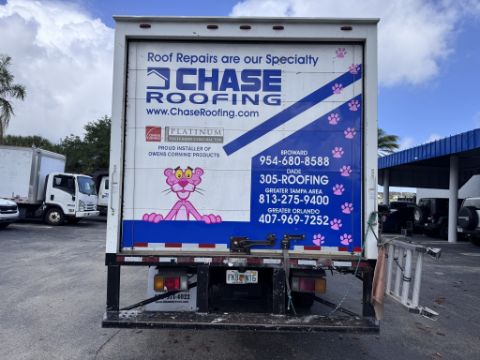 Roof Repairs are our Specialty
CHASE
ROOFING
www.ChaseRoofing.com
PLATINUM
PROUD INSTALLER OF
OWENS CORNING PRODUCTS
BROWARD
954-680-8588
DADE
305-ROOFING
GREATER TAMPA AREA
813-275-9400
GREATER ORLANDO
407-969-7252